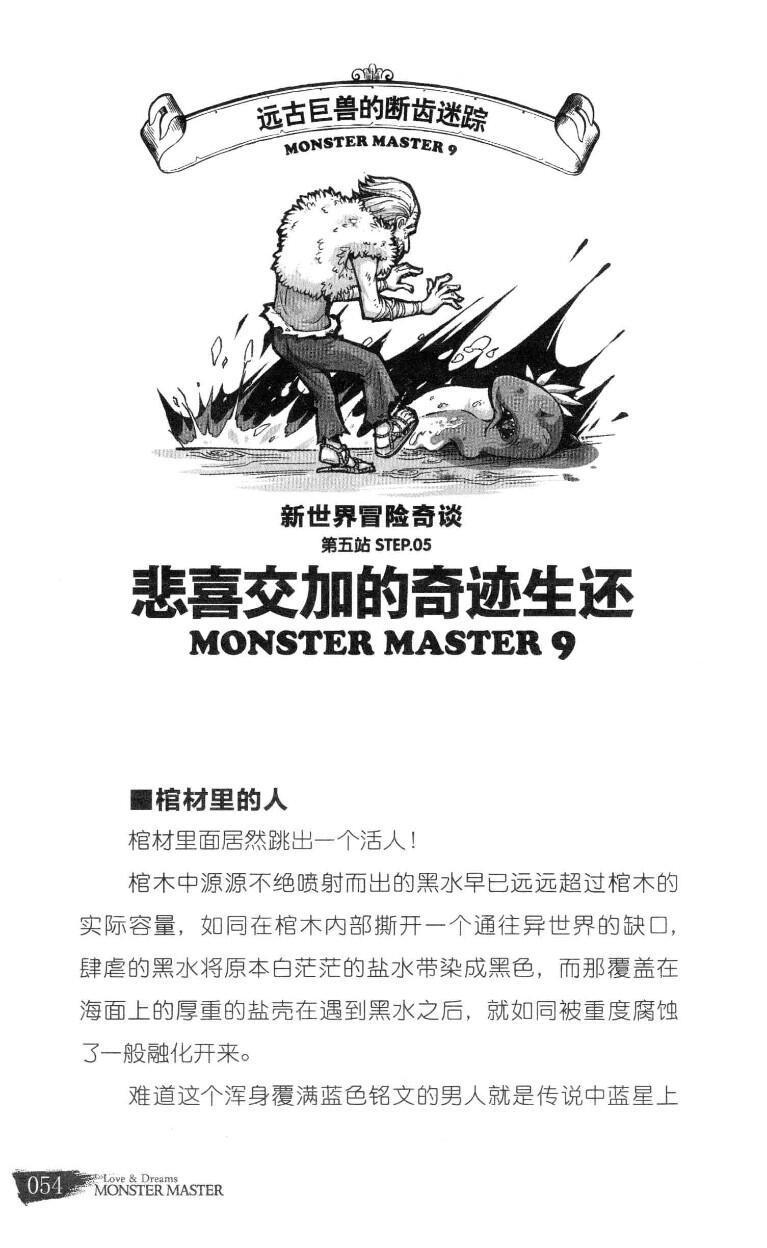 远古巨兽的断齿迷踪
MONSTER MASTER 9
新世界冒险奇谈
第五站 STEP.05
悲喜交加的奇迹生还
MONSTER MASTER 9
■棺材里的人
棺材里面居然跳出一个活人！
棺木中源源不绝喷射而出的黑水早已远远超过棺木的
实际容量，如同在棺木内部撕开一个通往异世界的缺口，
肆虐的黑水将原本白茫茫的盐水带染成黑色，而那覆盖在
海面上的厚重的盐壳在遇到黑水之后，就如同被重度腐蚀
了一般融化开来。
难道这个浑身覆满蓝色铭文的男人就是传说中蓝星上
054
To Love & Dreams
MONSTER MASTER